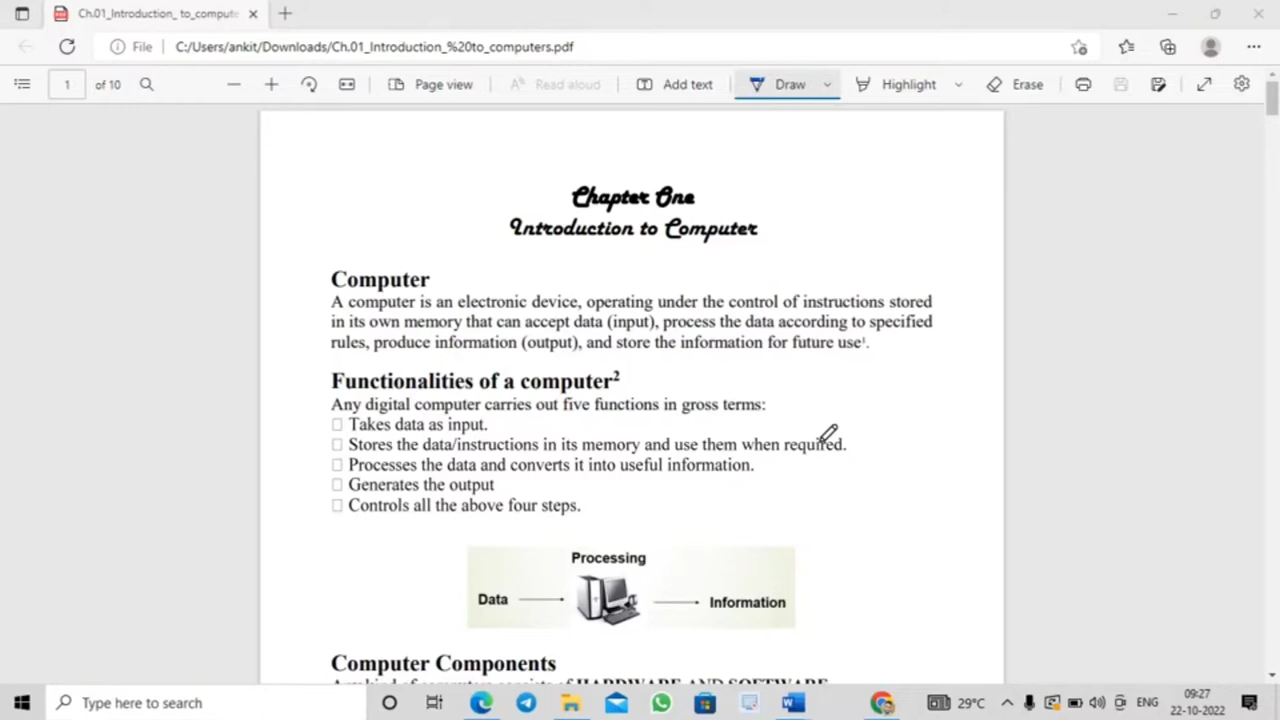 Ch.01_Introduction_ to_compute
File C:/Users/ankit/Downloads/Ch.01_Introduction_%20to_computers.pdf
1 of 10 Page view Read aloud Add text Draw Highlight Erase
Chapter One
Introduction to Computer
Computer
A computer is an electronic device, operating under the control of instructions stored
in its own memory that can accept data (input), process the data according to specified
rules, produce information (output), and store the information for future use¹.
Functionalities of a computer²
Any digital computer carries out five functions in gross terms:
Takes data as input.
Stores the data/instructions in its memory and use them when required.
Processes the data and converts it into useful information.
Generates the output
Controls all the above four steps.
Processing
Data
Information
Computer Components
HARDWARE AND SOFTWARE
Type here to search 29°C ENG 09:27
22-10-2022